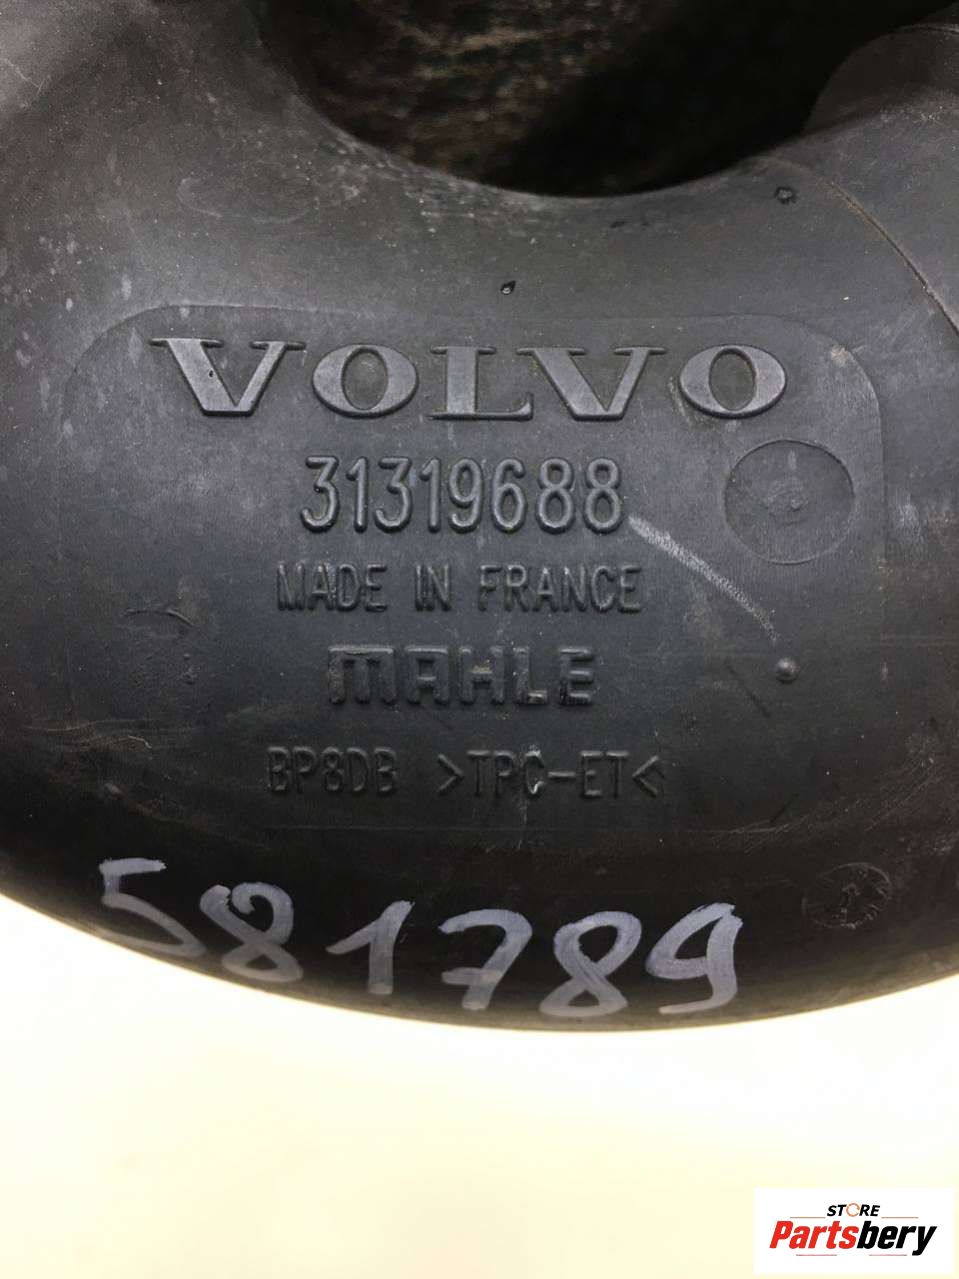 VOLVO
31319688
MADE IN FRANCE
MAHLE
BP8DB >TPC-ET<
581789
STORE
Partsbery